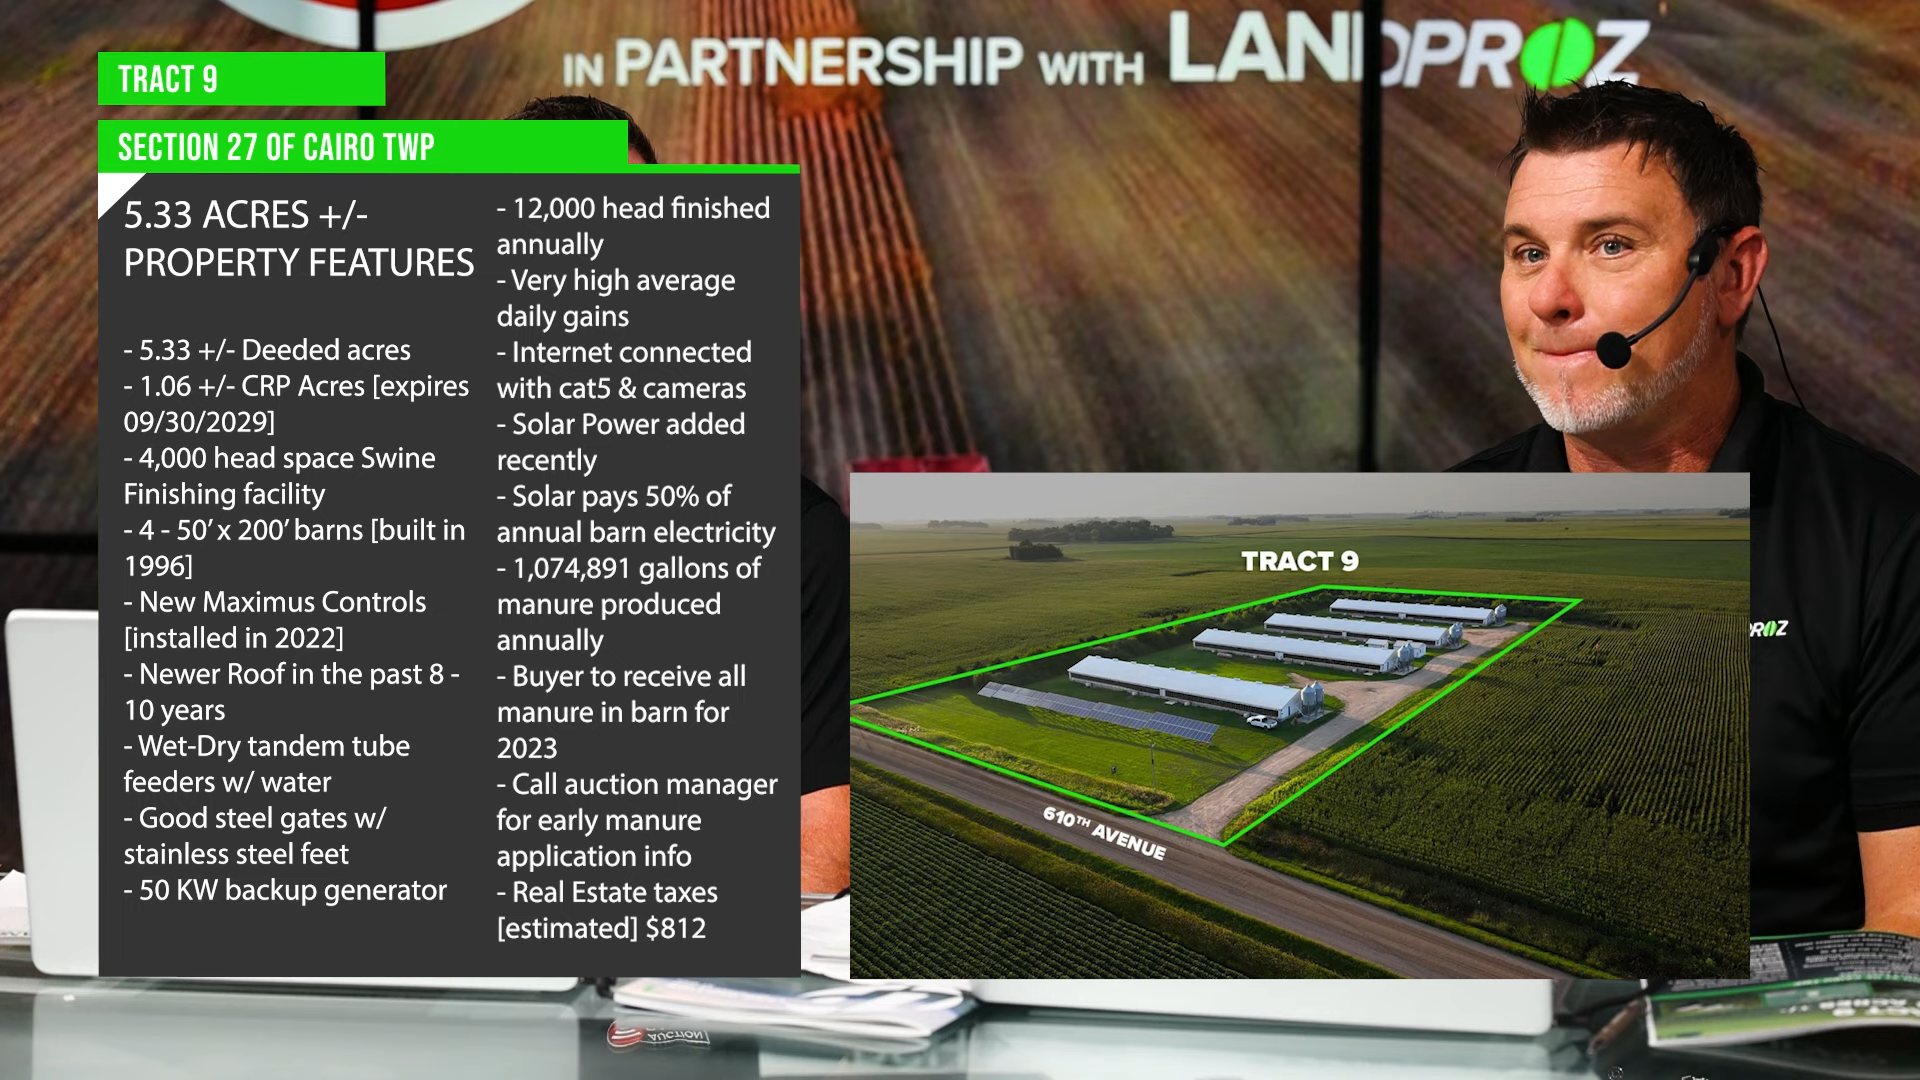 IN PARTNERSHIP WITH LANDPROZ
TRACT 9
SECTION 27 OF CAIRO TWP
5.33 ACRES +/-
PROPERTY FEATURES
- 5.33 +/- Deeded acres
- 1.06 +/- CRP Acres [expires
09/30/2029]
- 4,000 head space Swine
Finishing facility
- 4 - 50’ x 200’ barns [built in
1996]
- New Maximus Controls
[installed in 2022]
- Newer Roof in the past 8 -
10 years
- Wet-Dry tandem tube
feeders w/ water
- Good steel gates w/
stainless steel feet
- 50 KW backup generator
- 12,000 head finished
annually
- Very high average
daily gains
- Internet connected
with cat5 & cameras
- Solar Power added
recently
- Solar pays 50% of
annual barn electricity
- 1,074,891 gallons of
manure produced
annually
- Buyer to receive all
manure in barn for
2023
- Call auction manager
for early manure
application info
- Real Estate taxes
[estimated] $812
TRACT 9
610TH AVENUE
PROZ
AUCTION